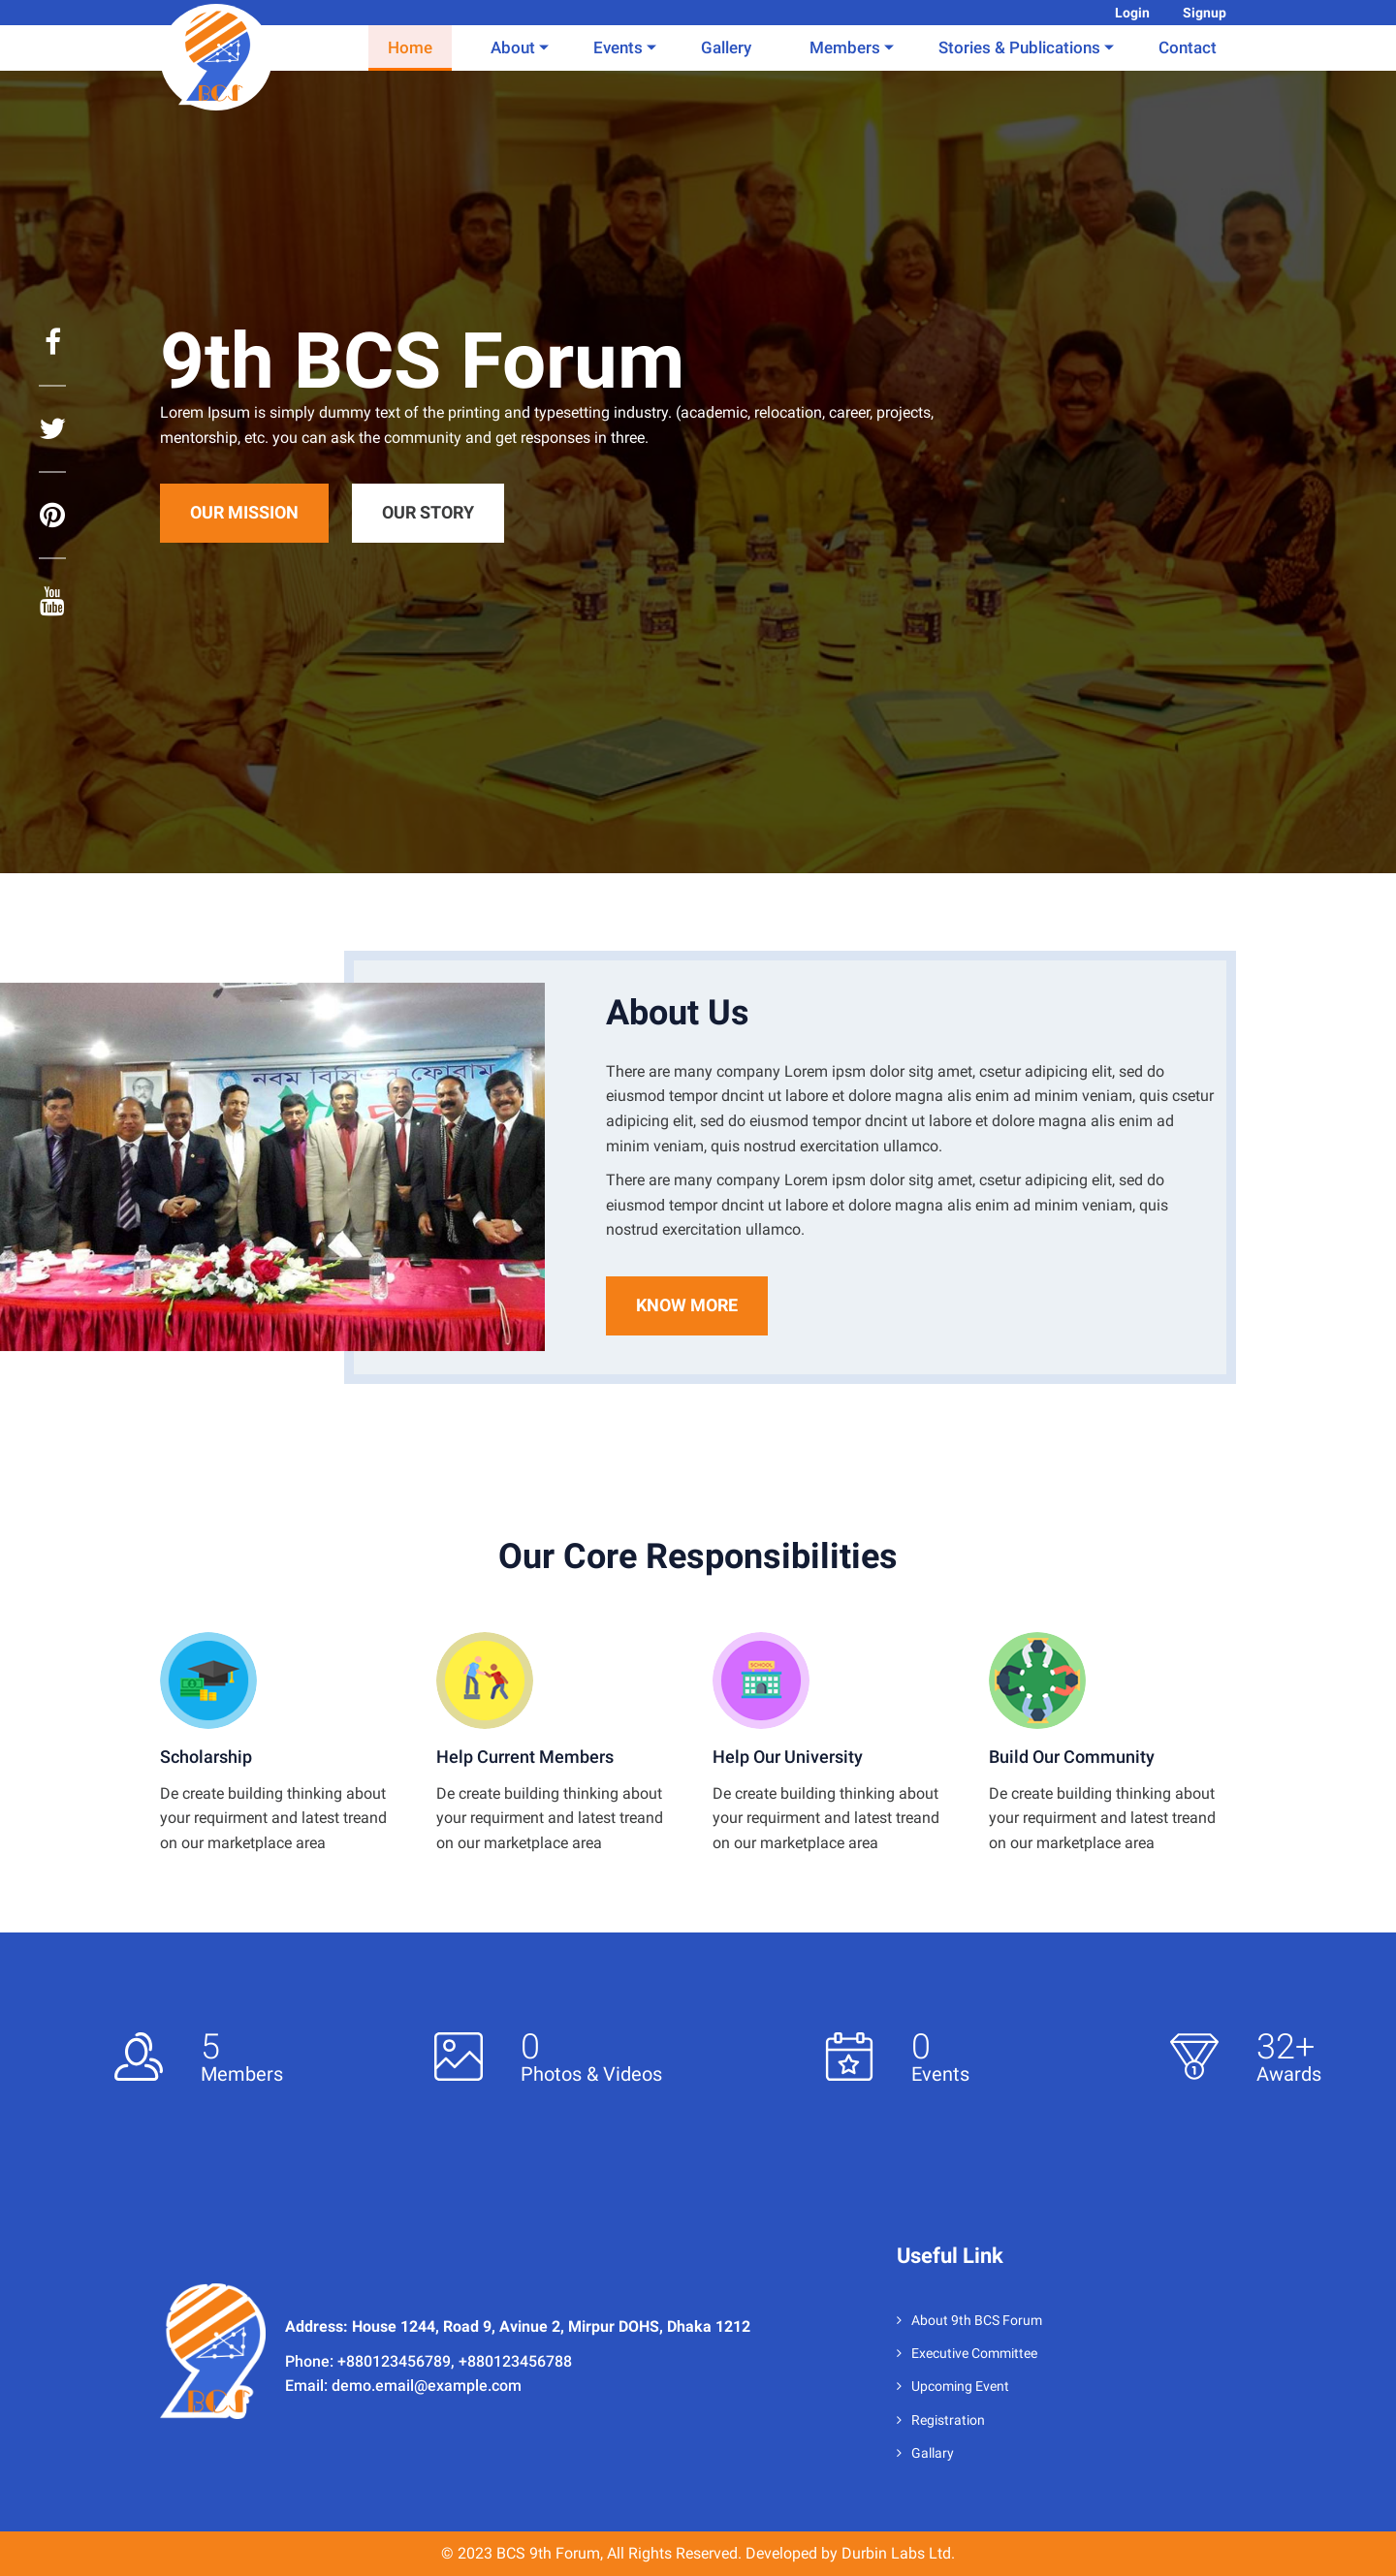 Login Signup
BCS
Home About Events Gallery Members Stories & Publications Contact
9th BCS Forum
Lorem Ipsum is simply dummy text of the printing and typesetting industry. (academic, relocation, career, projects,
mentorship, etc. you can ask the community and get responses in three.
OUR MISSION OUR STORY
You
Tube
About Us
নবম বিসিএস ফোরাম
There are many company Lorem ipsm dolor sitg amet, csetur adipicing elit, sed do
eiusmod tempor dncint ut labore et dolore magna alis enim ad minim veniam, quis csetur
adipicing elit, sed do eiusmod tempor dncint ut labore et dolore magna alis enim ad
minim veniam, quis nostrud exercitation ullamco.
There are many company Lorem ipsm dolor sitg amet, csetur adipicing elit, sed do
eiusmod tempor dncint ut labore et dolore magna alis enim ad minim veniam, quis
nostrud exercitation ullamco.
KNOW MORE
Our Core Responsibilities
SCHOOL
Scholarship
De create building thinking about
your requirment and latest treand
on our marketplace area
Help Current Members
De create building thinking about
your requirment and latest treand
on our marketplace area
Help Our University
De create building thinking about
your requirment and latest treand
on our marketplace area
Build Our Community
De create building thinking about
your requirment and latest treand
on our marketplace area
5
Members
0
Photos & Videos
0
Events
1
32+
Awards
BCS
Address: House 1244, Road 9, Avinue 2, Mirpur DOHS, Dhaka 1212
Phone: +880123456789, +880123456788
Email: demo.email@example.com
Useful Link
About 9th BCS Forum
Executive Committee
Upcoming Event
Registration
Gallary
© 2023 BCS 9th Forum, All Rights Reserved. Developed by Durbin Labs Ltd.